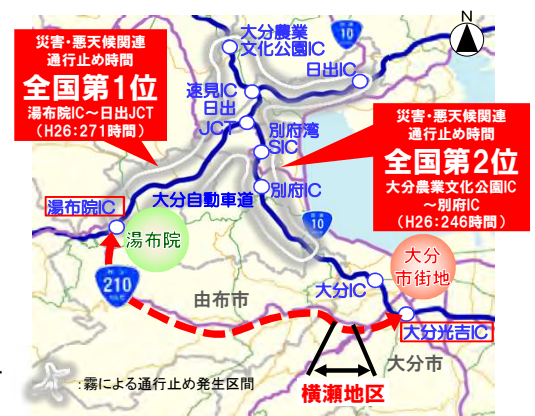 N
大分農業
文化公園IC
10
日出IC
災害・悪天候関連
通行止め時間
全国第1位
湯布院IC～日出JCT
(H26:271時間)
速見IC
日出
JCT
別府湾
SIC
災害・悪天候関連
通行止め時間
全国第2位
大分農業文化公園IC
～別府IC
(H26:246時間)
別府IC
大分自動車道
湯布院IC
湯布院
10
大分
市街地
210
由布市
大分IC
大分光吉IC
大分市
:霧による通行止め発生区間
横瀬地区